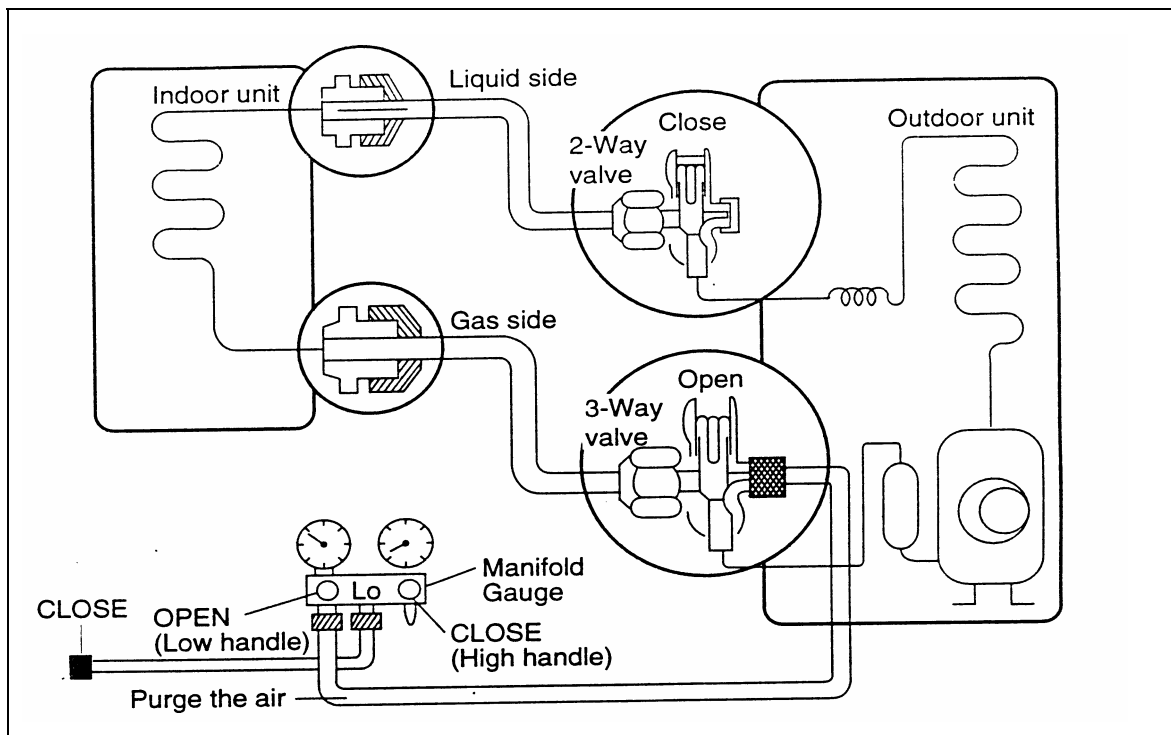 Indoor unit
Liquid side
Outdoor unit
Close
2-Way
valve
Gas side
Open
3-Way
valve
Lo
Manifold
Gauge
CLOSE
OPEN
(Low handle)
CLOSE
(High handle)
Purge the air